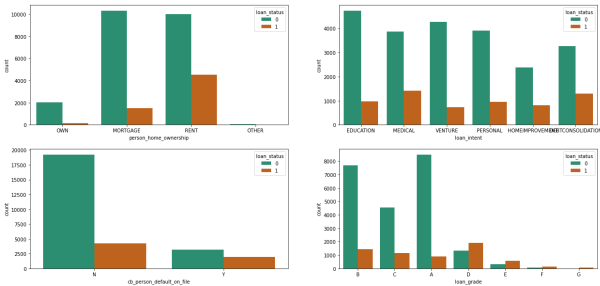 loan_status
0
1
10000
8000
6000
4000
2000
0
count
OWN
MORTGAGE
RENT
OTHER
person_home_ownership
loan_status
0
1
4000
3000
2000
1000
0
count
EDUCATION
MEDICAL
VENTURE
PERSONAL
HOMEIMPROVEMENT
DEBTCONSOLIDATION
loan_intent
loan_status
0
1
20000
17500
15000
12500
10000
7500
5000
2500
0
count
N
Y
cb_person_default_on_file
loan_status
0
1
8000
7000
6000
5000
4000
3000
2000
1000
0
count
B
C
A
D
E
F
G
loan_grade